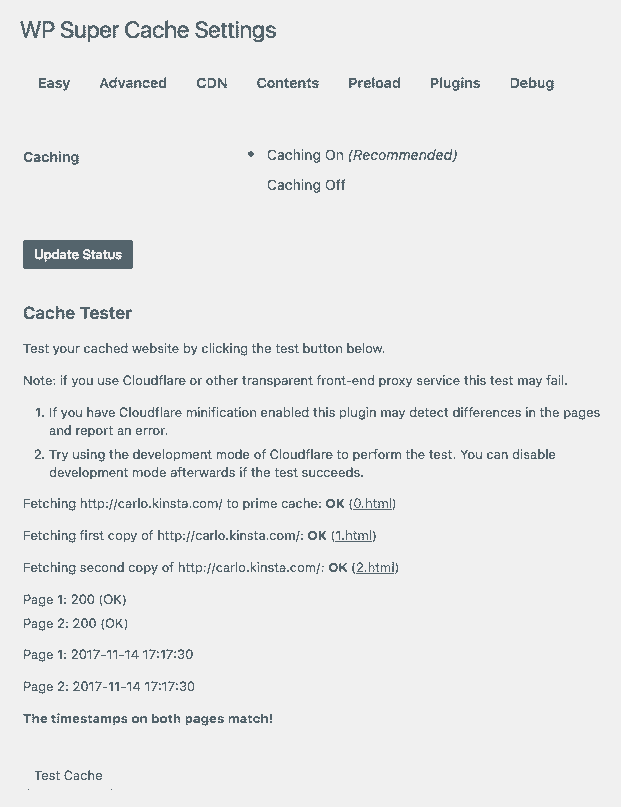 WP Super Cache Settings
Easy Advanced CDN Contents Preload Plugins Debug
Caching
Caching On (Recommended)
Caching Off
Update Status
Cache Tester
Test your cached website by clicking the test button below.
Note: if you use Cloudflare or other transparent front-end proxy service this test may fail.
1. If you have Cloudflare minification enabled this plugin may detect differences in the pages
and report an error.
2. Try using the development mode of Cloudflare to perform the test. You can disable
development mode afterwards if the test succeeds.
Fetching http://carlo.kinsta.com/ to prime cache: OK (0.html)
Fetching first copy of http://carlo.kinsta.com/: OK (1.html)
Fetching second copy of http://carlo.kinsta.com/: OK (2.html)
Page 1: 200 (OK)
Page 2: 200 (OK)
Page 1: 2017-11-14 17:17:30
Page 2: 2017-11-14 17:17:30
The timestamps on both pages match!
Test Cache